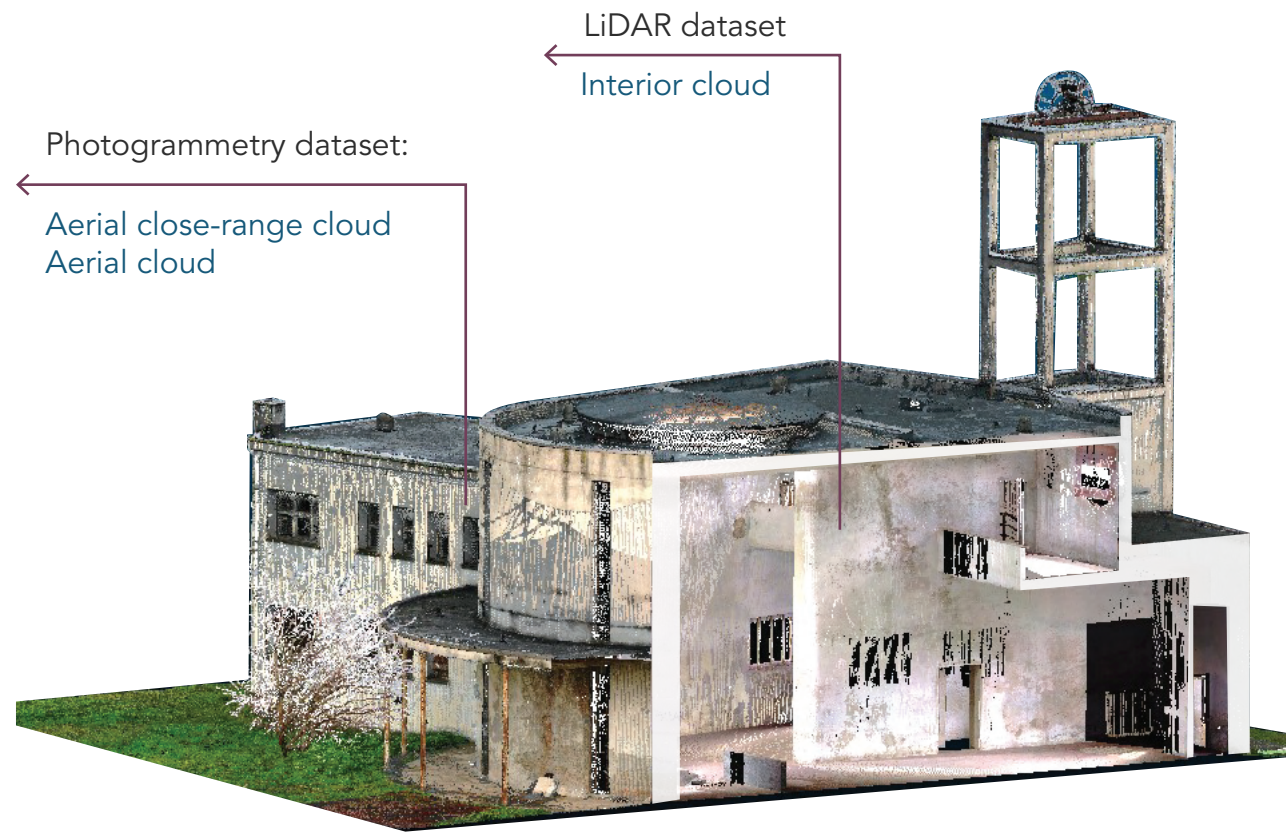 LiDAR dataset
Interior cloud
Photogrammetry dataset:
Aerial close-range cloud
Aerial cloud